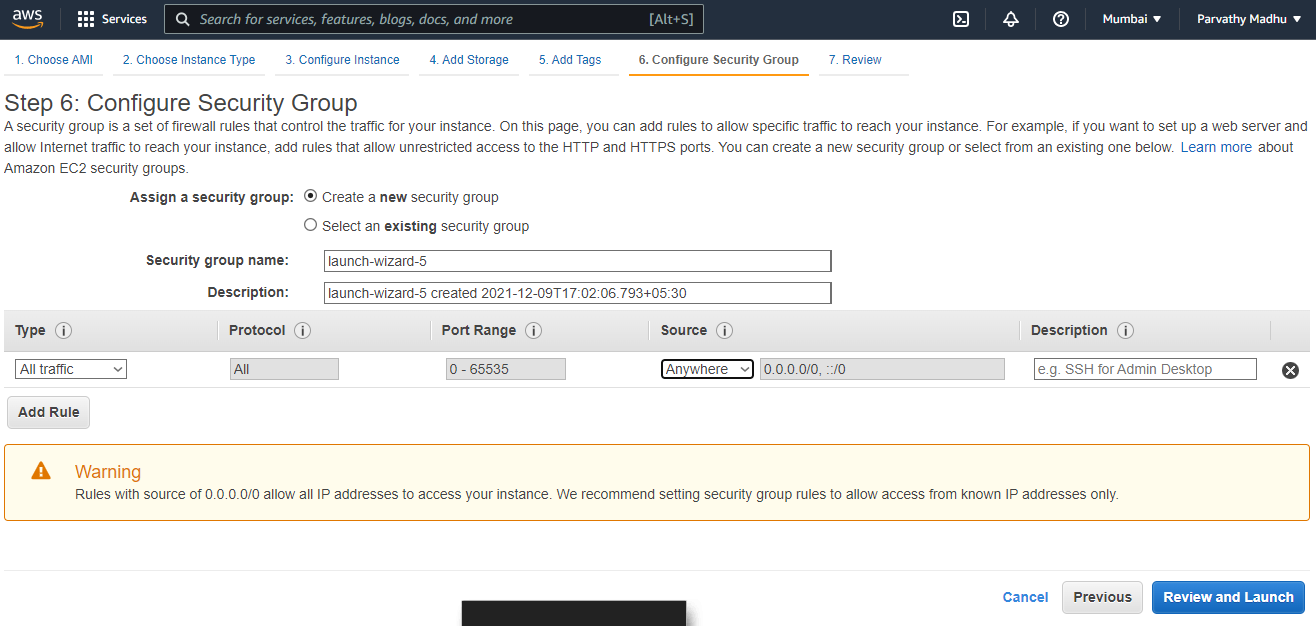 aws Services Search for services, features, blogs, docs, and more [Alt+S] Mumbai Parvathy Madhu
1. Choose AMI 2. Choose Instance Type 3. Configure Instance 4. Add Storage 5. Add Tags 6. Configure Security Group 7. Review
Step 6: Configure Security Group
A security group is a set of firewall rules that control the traffic for your instance. On this page, you can add rules to allow specific traffic to reach your instance. For example, if you want to set up a web server and
allow Internet traffic to reach your instance, add rules that allow unrestricted access to the HTTP and HTTPS ports. You can create a new security group or select from an existing one below. Learn more about
Amazon EC2 security groups.
Assign a security group: Create a new security group
Select an existing security group
Security group name: launch-wizard-5
Description: launch-wizard-5 created 2021-12-09T17:02:06.793+05:30
Type i Protocol i Port Range i Source i Description i
All traffic All 0 - 65535 Anywhere 0.0.0.0/0, ::/0 e.g. SSH for Admin Desktop
Add Rule
Warning
Rules with source of 0.0.0.0/0 allow all IP addresses to access your instance. We recommend setting security group rules to allow access from known IP addresses only.
Cancel Previous Review and Launch